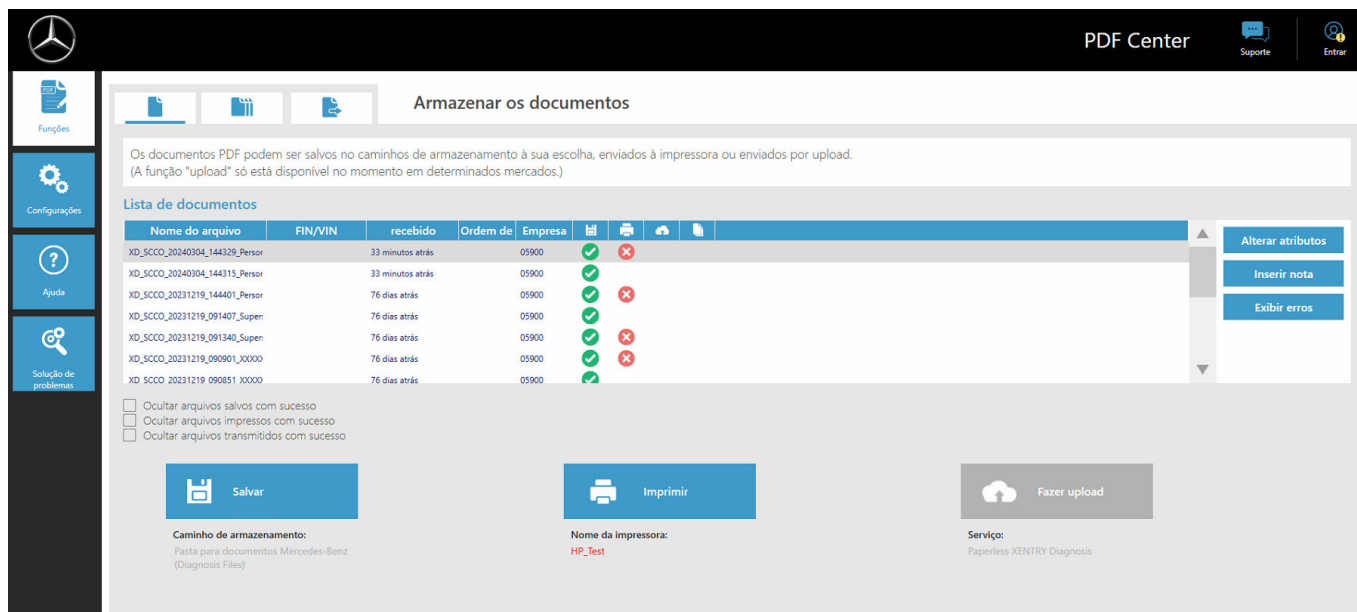 PDF Center
Suporte
Entrar
PDF
Funções
Configurações
Ajuda
Solução de
problemas
Armazenar os documentos
Os documentos PDF podem ser salvos no caminhos de armazenamento à sua escolha, enviados à impressora ou enviados por upload.
(A função "upload" só está disponível no momento em determinados mercados.)
Lista de documentos
Nome do arquivo FIN/VIN recebido Ordem de Empresa
XD_SCCO_20240304_144329_Persor 33 minutos atrás 05900
XD_SCCO_20240304_144315_Persor 33 minutos atrás 05900
XD_SCCO_20231219_144401_Persor 76 dias atrás 05900
XD_SCCO_20231219_091407_Super: 76 dias atrás 05900
XD_SCCO_20231219_091340_Super: 76 dias atrás 05900
XD_SCCO_20231219_090901_XXXXO 76 dias atrás 05900
XD_SCCO_20231219_090851_XXXXO 76 dias atrás 05900
Alterar atributos
Inserir nota
Exibir erros
Ocultar arquivos salvos com sucesso
Ocultar arquivos impressos com sucesso
Ocultar arquivos transmitidos com sucesso
Salvar
Caminho de armazenamento:
Pasta para documentos Mercedes-Benz
(Diagnosis Files)
Imprimir
Nome da impressora:
HP_Test
Fazer upload
Serviço:
Paperless XENTRY Diagnosis